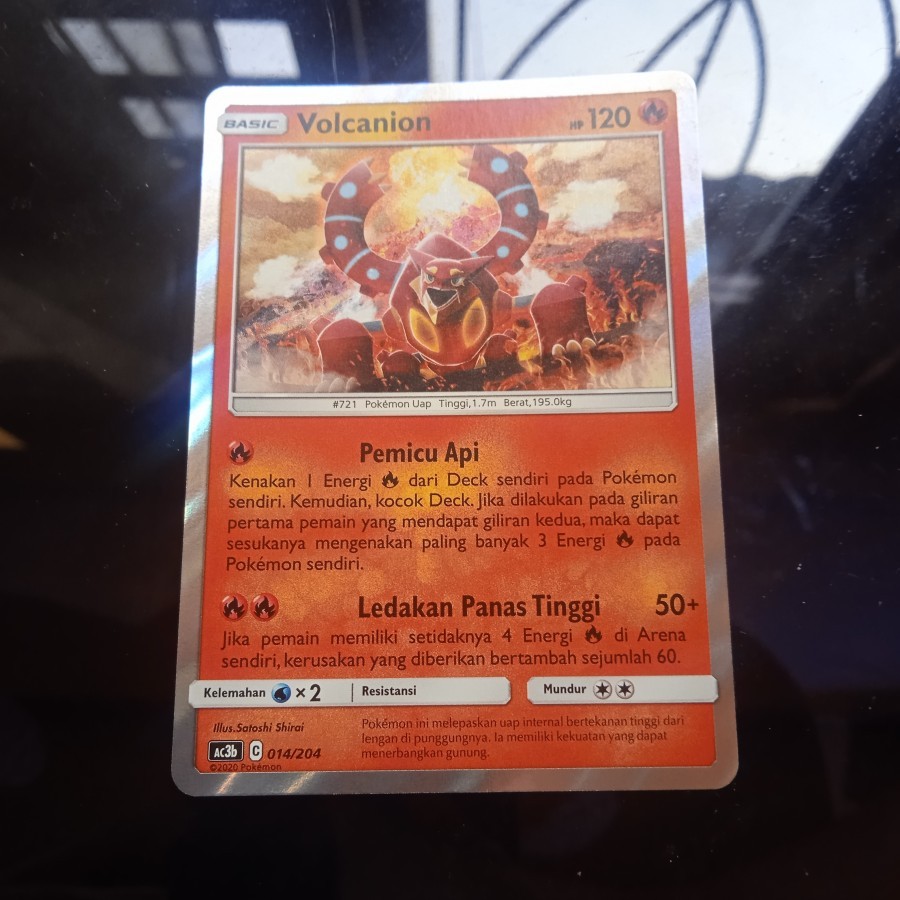 BASIC Volcanion HP 120
#721 Pokémon Uap Tinggi,1.7m Berat,195.0kg
Pemicu Api
Kenakan 1 Energi dari Deck sendiri pada Pokémon
sendiri. Kemudian, kocok Deck. Jika dilakukan pada giliran
pertama pemain yang mendapat giliran kedua, maka dapat
sesukanya mengenakan paling banyak 3 Energi pada
Pokémon sendiri.
Ledakan Panas Tinggi 50+
Jika pemain memiliki setidaknya 4 Energi di Arena
sendiri, kerusakan yang diberikan bertambah sejumlah 60.
Kelemahan ×2 Resistansi Mundur
Illus.Satoshi Shirai
AC3b C 014/204
©2020 Pokémon
Pokémon ini melepaskan uap internal bertekanan tinggi dari
lengan di punggungnya. Ia memiliki kekuatan yang dapat
menerbangkan gunung.